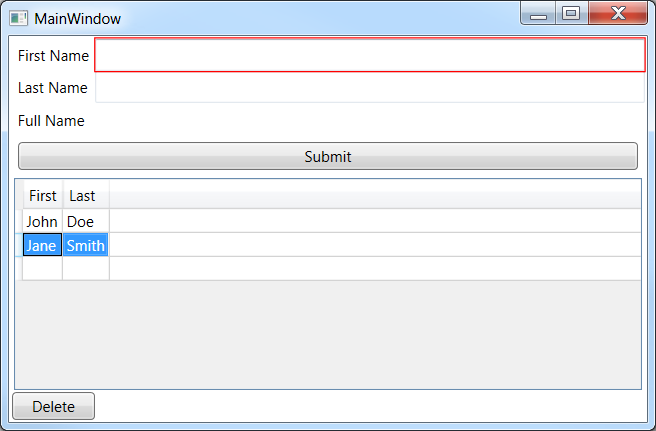 MainWindow
First Name
Last Name
Full Name
Submit
First Last
John Doe
Jane Smith
Delete